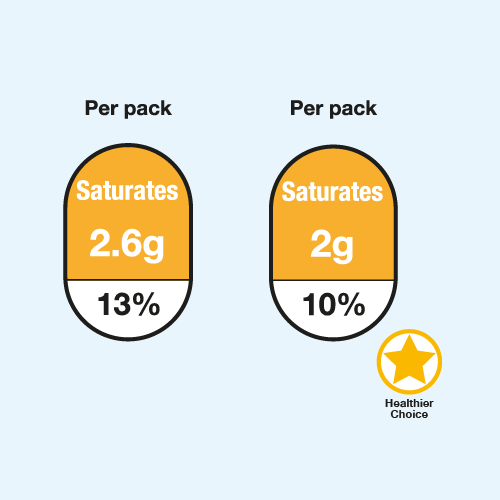 Per pack
Saturates
2.6g
13%
Per pack
Saturates
2g
10%
Healthier
Choice